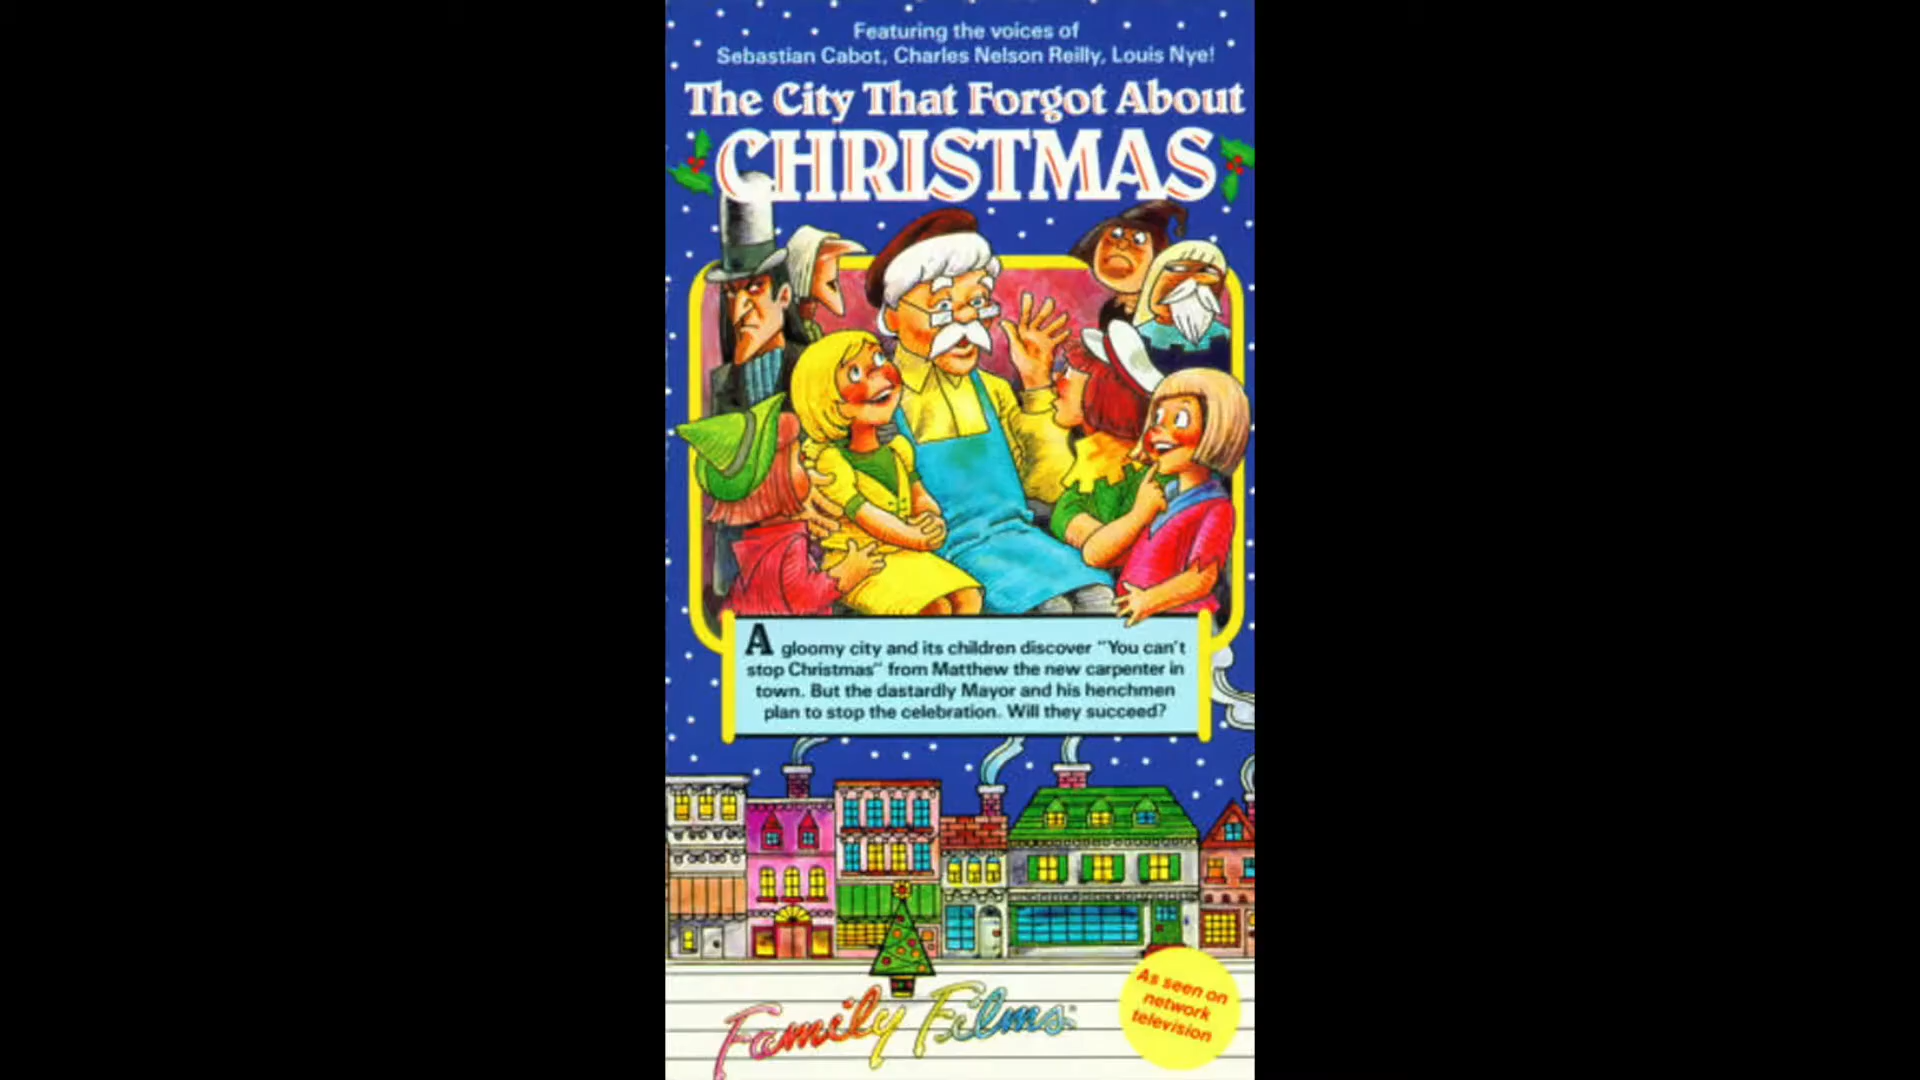 Featuring the voices of
Sebastian Cabot, Charles Nelson Reilly, Louis Nye!
The City That Forgot About
CHRISTMAS
A gloomy city and its children discover "You can't
stop Christmas" from Matthew the new carpenter in
town. But the dastardly Mayor and his henchmen
plan to stop the celebration. Will they succeed?
Family Films®
As seen on
network
television